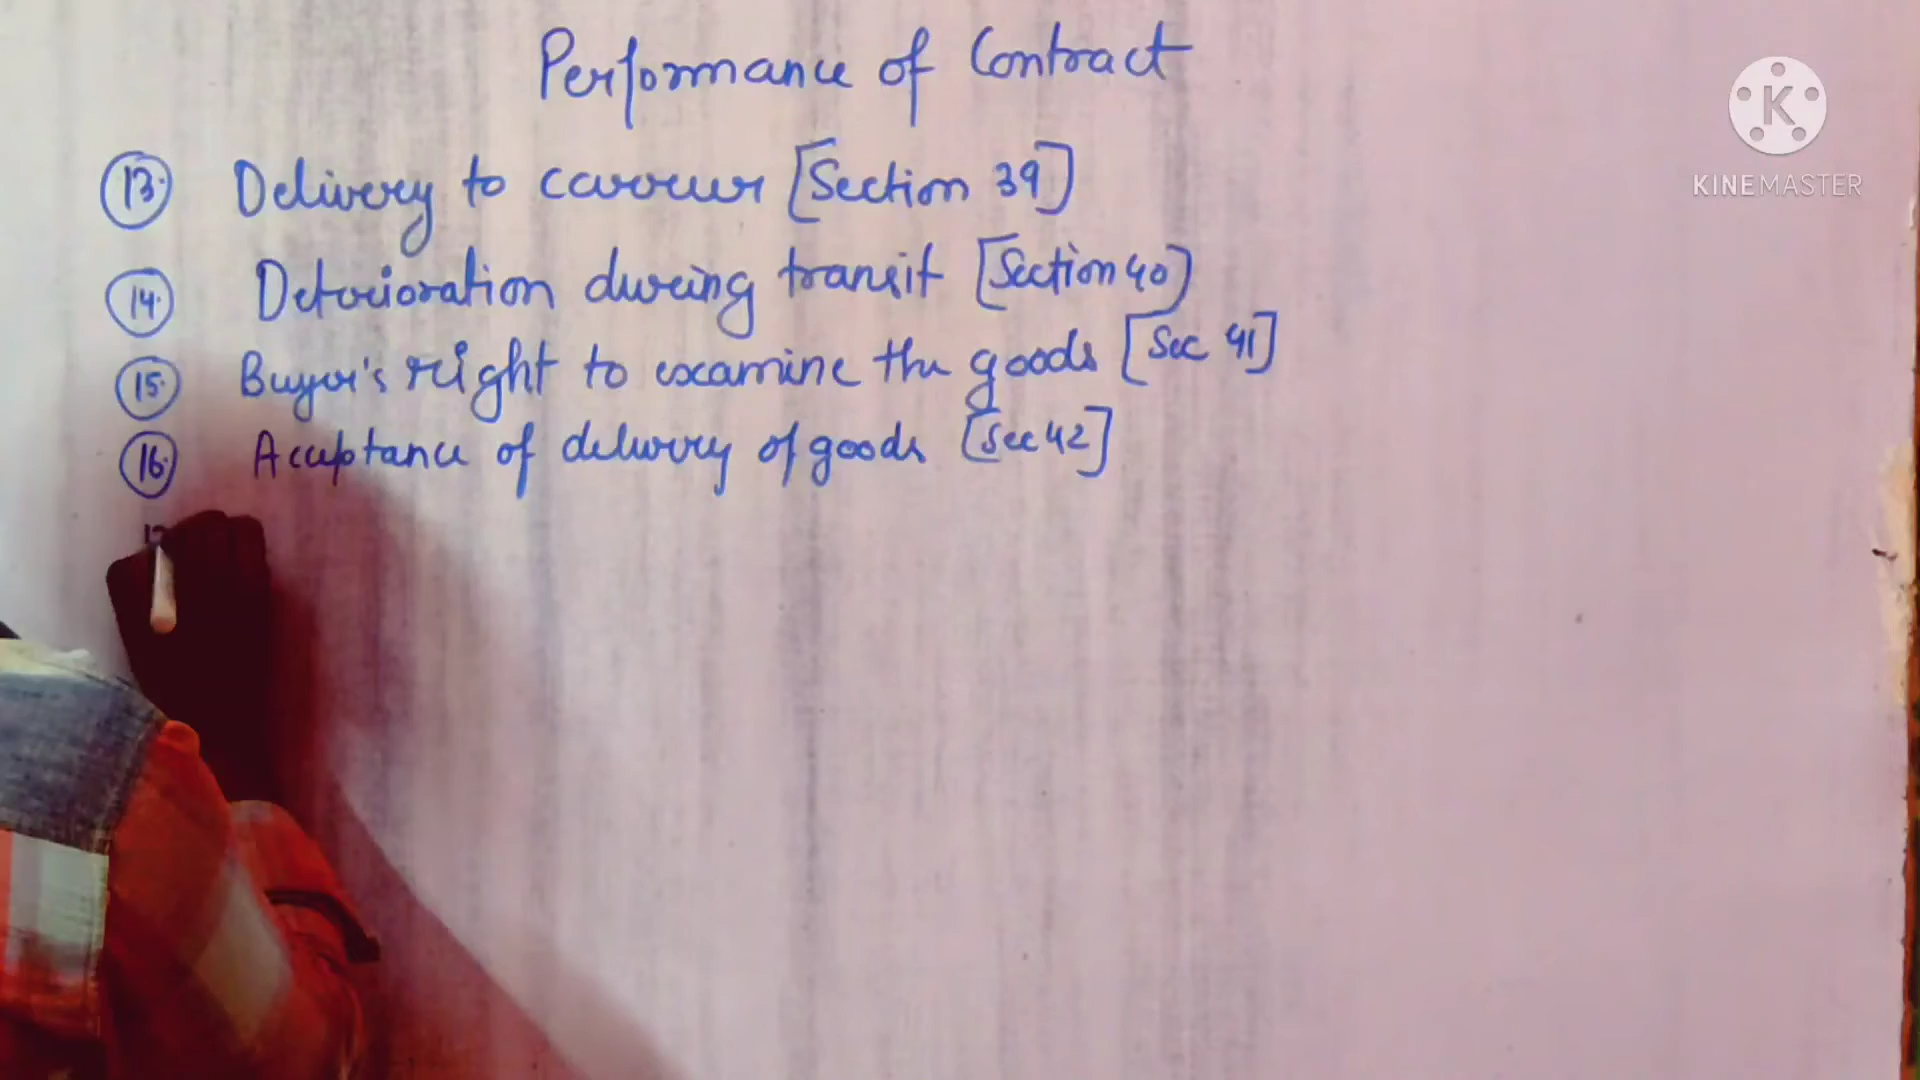 Performance of Contract
13. Delivery to carrier [Section 39]
14. Deterioration during transit [Section 40]
15. Buyer's right to examine the goods [Sec 41]
16. Acceptance of delivery of goods [Sec 42]
17
K
KINEMASTER